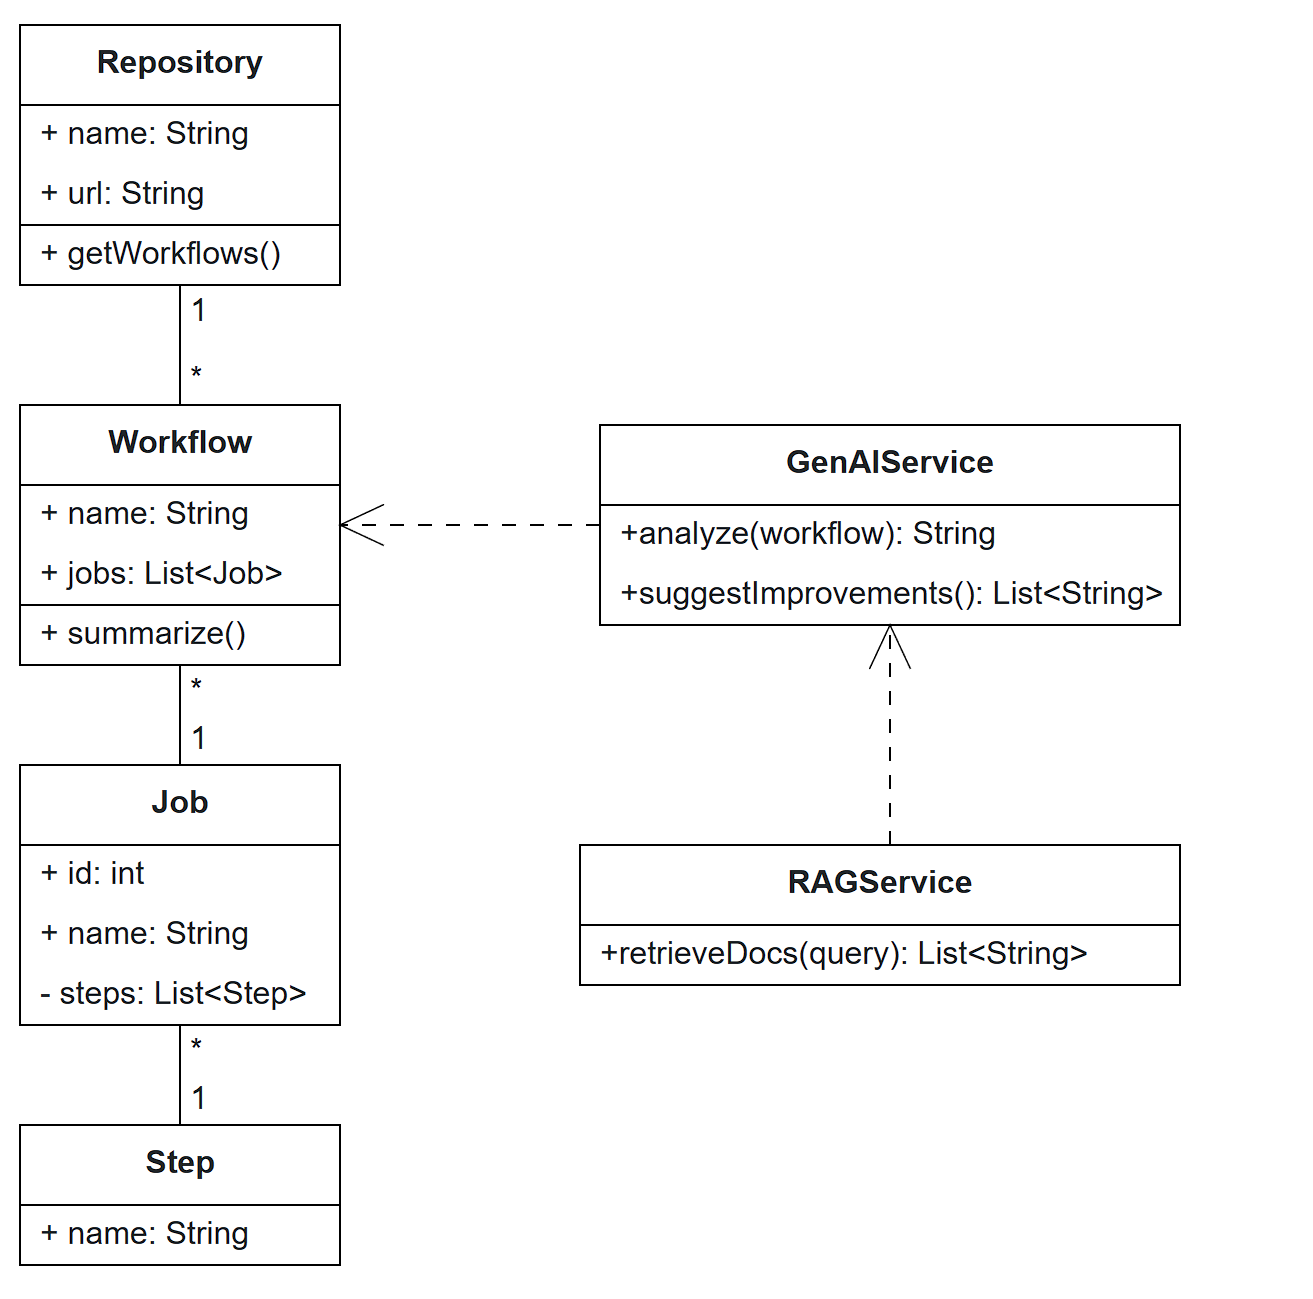 Repository
+ name: String
+ url: String
+ getWorkflows()
1
*
Workflow
+ name: String
+ jobs: List<Job>
+ summarize()
*
1
Job
+ id: int
+ name: String
- steps: List<Step>
*
1
Step
+ name: String
GenAIService
+analyze(workflow): String
+suggestImprovements(): List<String>
RAGService
+retrieveDocs(query): List<String>